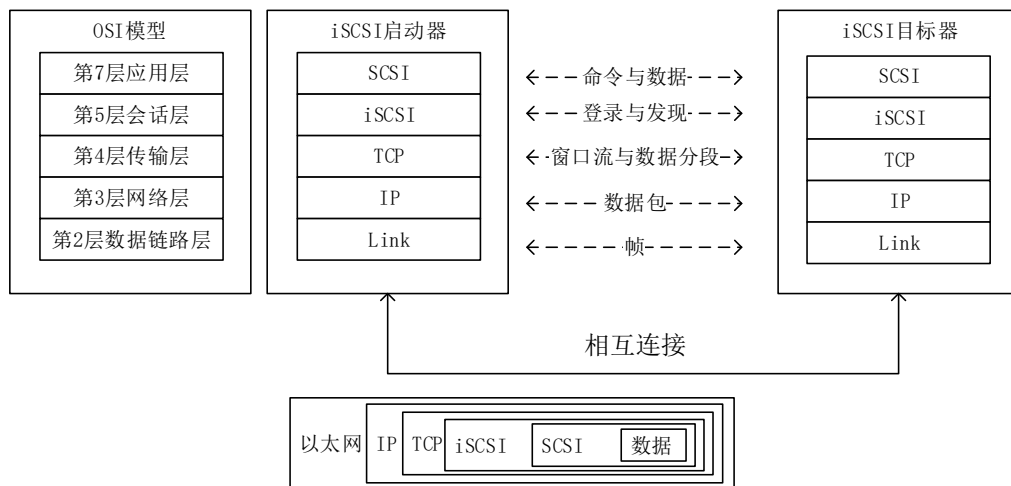 OSI模型
第7层应用层
第5层会话层
第4层传输层
第3层网络层
第2层数据链路层
iSCSI启动器
SCSI
iSCSI
TCP
IP
Link
命令与数据
登录与发现
窗口流与数据分段
数据包
帧
iSCSI目标器
SCSI
iSCSI
TCP
IP
Link
相互连接
以太网 IP TCP iSCSI SCSI 数据